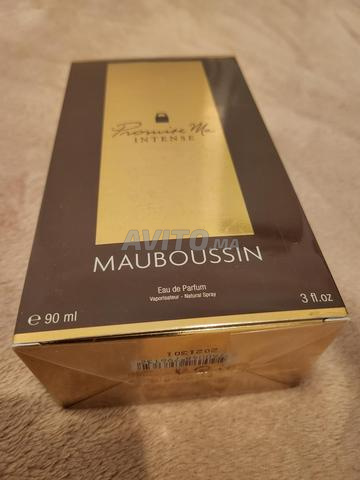 Promise Me
INTENSE
AVITO.MA
MAUBOUSSIN
Eau de Parfum
Vaporisateur - Natural Spray
e 90 ml
3 fl.oz